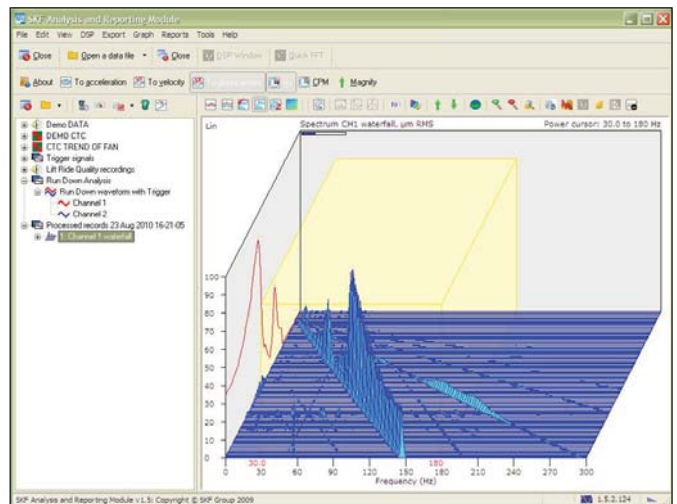 SKF Analysis and Reporting Module
File Edit View DSP Export Graph Reports Tools Help
Close Open a data file Close DSP Window Quick FFT
About To acceleration To velocity CPM Magnify
Demo DATA
DEMO CTC
CTC TREND OF FAN
Trigger signals
Lift Ride Quality recordings
Run Down Analysis
Run Down waveform with Trigger
Channel 1
Channel 2
Processed records 23 Aug 2010 16-21-05
1: Channel 1 waterfall
Lin Spectrum CH1 waterfall, µm RMS Power cursor: 30.0 to 180 Hz
100
90
80
70
60
50
40
30
20
10
0
0 30.0 60 90 120 150 180 210 240 270 300
Frequency (Hz)
SKF Analysis and Reporting Module v1.5: Copyright © SKF Group 2009 1.5.2.124